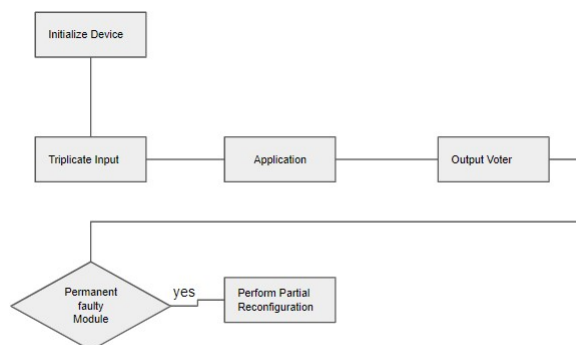 Initialize Device
Triplicate Input
Application
Output Voter
Permanent
faulty
Module
yes
Perform Partial
Reconfiguration